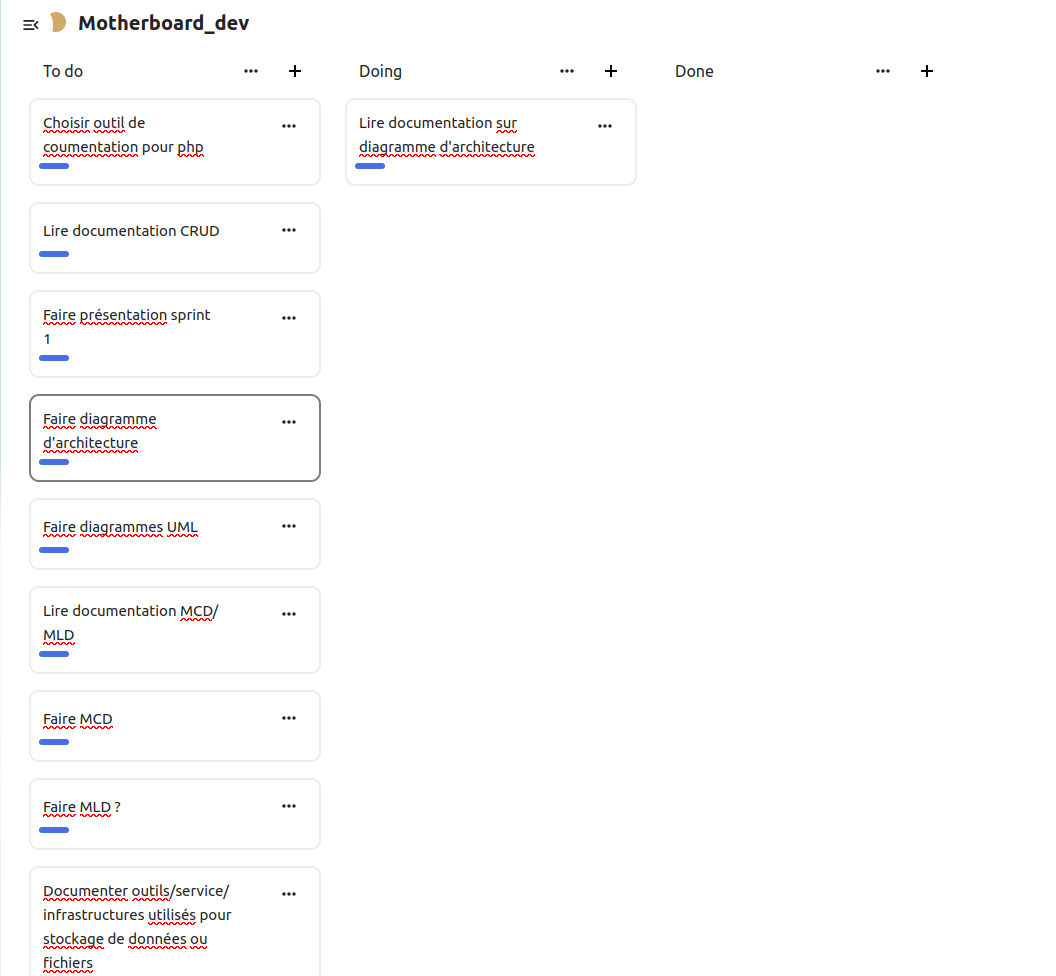 Motherboard_dev
To do
Choisir outil de
coumentation pour php
Lire documentation CRUD
Faire présentation sprint
1
Faire diagramme
d'architecture
Faire diagrammes UML
Lire documentation MCD/
MLD
Faire MCD
Faire MLD ?
Documenter outils/service/
infrastructures utilisés pour
stockage de données ou
fichiers
Doing
Lire documentation sur
diagramme d'architecture
Done